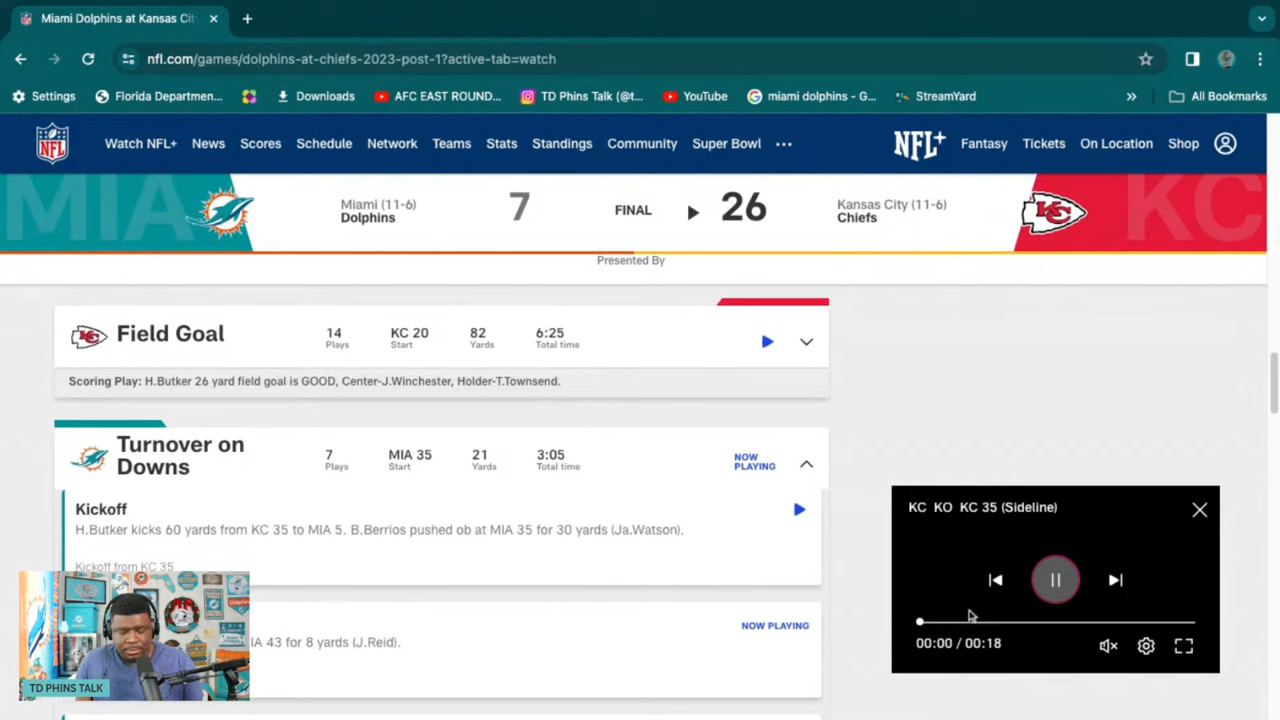 Miami Dolphins at Kansas Cit
nfl.com/games/dolphins-at-chiefs-2023-post-1?active-tab=watch
Settings Florida Departmen... Downloads AFC EAST ROUND... TD Phins Talk (@t... YouTube miami dolphins - G... StreamYard » All Bookmarks
NFL Watch NFL+ News Scores Schedule Network Teams Stats Standings Community Super Bowl ... NFL+ Fantasy Tickets On Location Shop
MIA Miami (11-6) 7 FINAL 26 Kansas City (11-6) KC
Dolphins Chiefs
Presented By
Field Goal 14 KC 20 82 6:25
Plays Start Yards Total time
Scoring Play: H.Butker 26 yard field goal is GOOD, Center-J.Winchester, Holder-T.Townsend.
Turnover on Downs 7 MIA 35 21 3:05 NOW PLAYING
Plays Start Yards Total time
Kickoff
H.Butker kicks 60 yards from KC 35 to MIA 5. B.Berrios pushed ob at MIA 35 for 30 yards (Ja.Watson).
Kickoff from KC 35
NOW PLAYING
IA 43 for 8 yards (J.Reid).
KC KO KC 35 (Sideline)
00:00 / 00:18
TD PHINS TALK